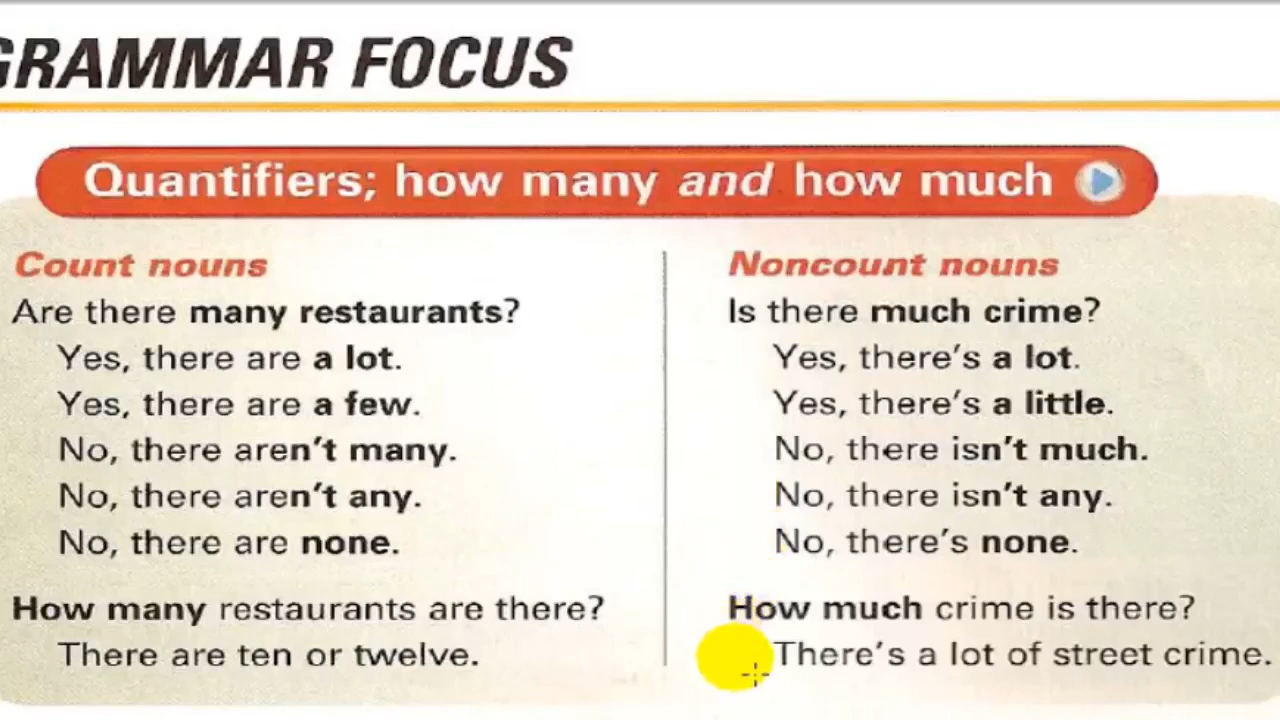 GRAMMAR FOCUS
Quantifiers; how many and how much
Count nouns
Are there many restaurants?
Yes, there are a lot.
Yes, there are a few.
No, there aren't many.
No, there aren't any.
No, there are none.
How many restaurants are there?
There are ten or twelve.
Noncount nouns
Is there much crime?
Yes, there's a lot.
Yes, there's a little.
No, there isn't much.
No, there isn't any.
No, there's none.
How much crime is there?
There's a lot of street crime.